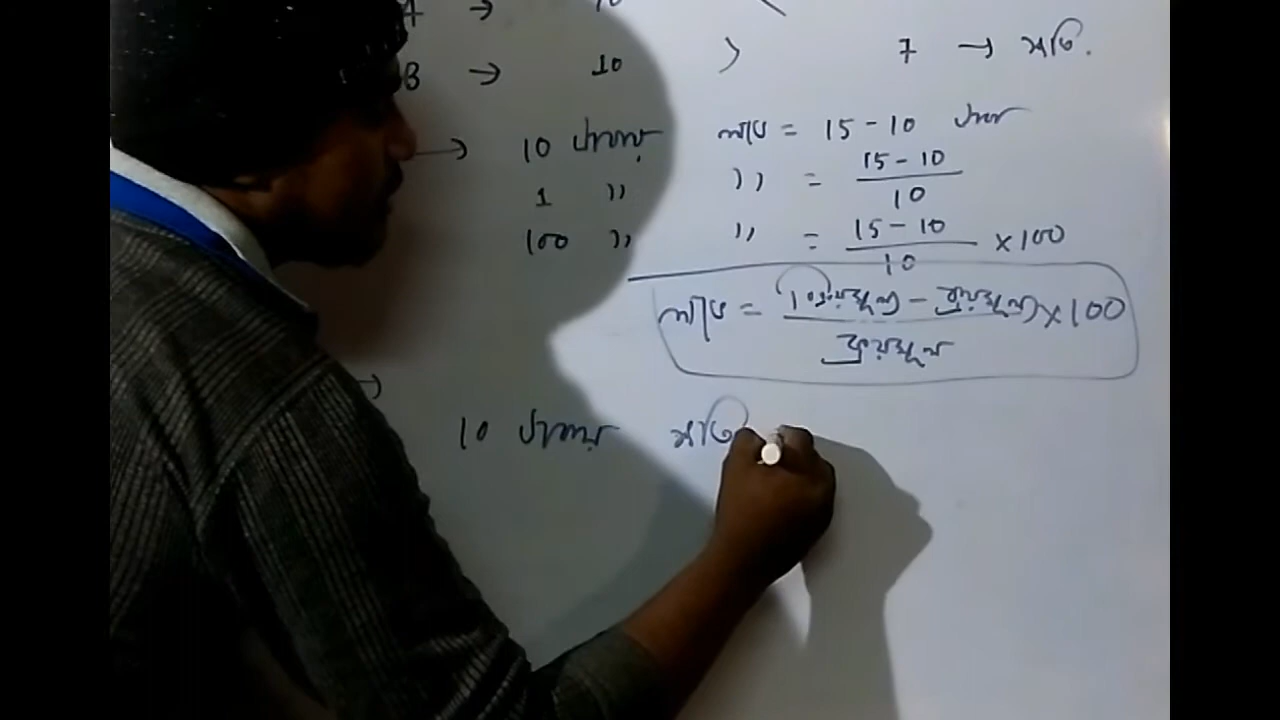 A → 10
B → 10 > 7 → ক্ষতি.
→ 10 টাকায় লাভ = 15 - 10 টাকা
1 " " = 15 - 10 / 10
100 " " = 15 - 10 / 10 × 100
লাভ = বিক্রয়মূল্য - ক্রয়মূল্য / ক্রয়মূল্য × 100
→
10 টাকায় ক্ষতি